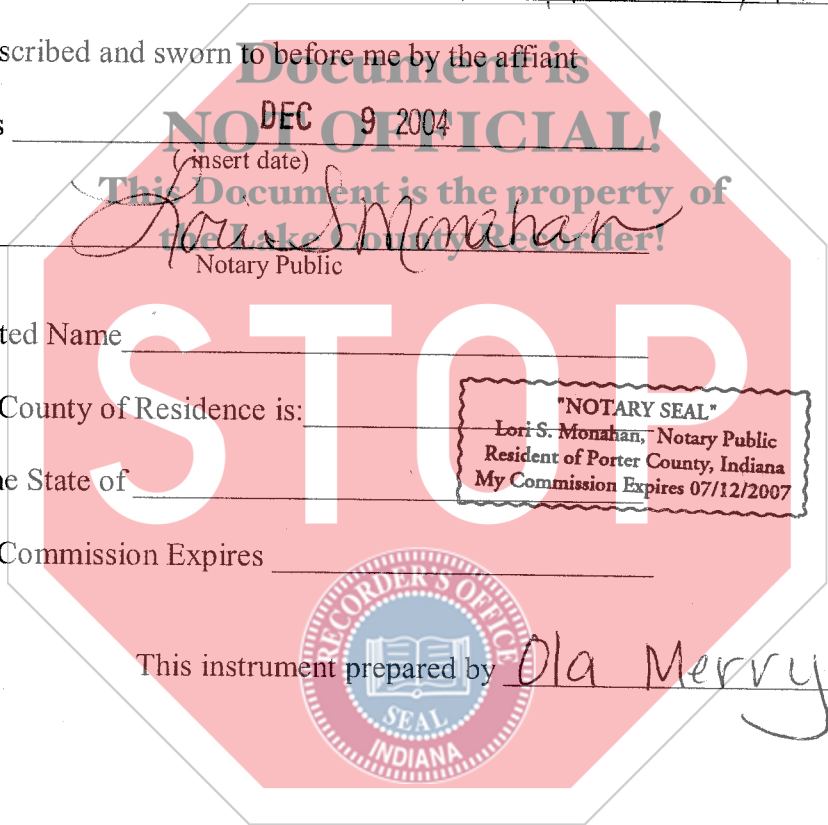 scribed and sworn to before me by the affiant
Document is
s DEC 9 2004
NOT OFFICIAL!
(insert date)
This Document is the property of
Lori S Monahan
the Lake County Recorder!
Notary Public
STOP
ted Name
County of Residence is:
"NOTARY SEAL"
Lori S. Monahan, Notary Public
Resident of Porter County, Indiana
My Commission Expires 07/12/2007
e State of
Commission Expires
RECORDER'S OFFICE
This instrument prepared by Ola Merry
SEAL
INDIANA